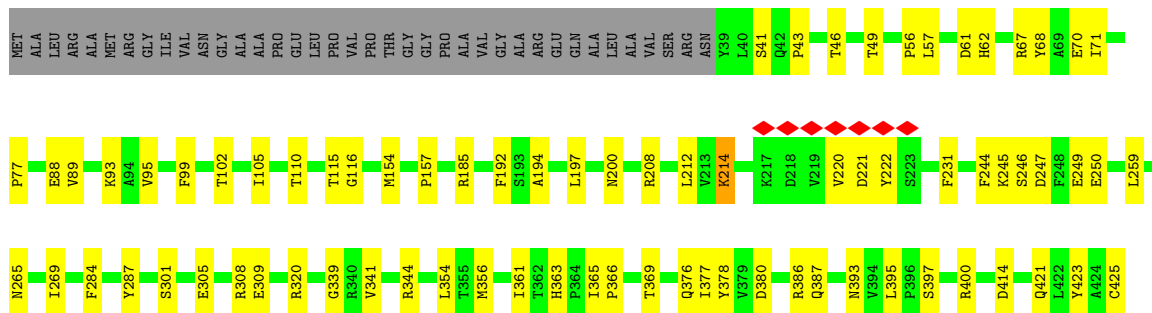 MET ALA LEU ARG ALA MET ARG GLY ILE VAL ASN GLY ALA ALA PRO GLU LEU PRO VAL PRO THR GLY GLY PRO ALA VAL GLY ALA ARG GLU GLN ALA LEU ALA VAL SER ARG ASN Y39 L40 S41 Q42 P43 T46 T49 P56 L57 D61 H62 R67 Y68 A69 E70 I71
P77 E88 V89 K93 A94 V95 F99 T102 I105 T110 T115 G116 M154 P157 R185 F192 S193 A194 L197 N200 R208 L212 V213 K214 K217 D218 V219 V220 D221 Y222 S223 F231 F244 K245 S246 D247 F248 E249 E250 L259
N265 I269 F284 Y287 S301 E305 R308 E309 R320 G339 R340 V341 R344 L354 T355 M356 I361 T362 H363 P364 I365 P366 T369 Q376 I377 Y378 V379 D380 R386 Q387 N393 V394 L395 P396 S397 R400 D414 Q421 L422 Y423 A424 C425